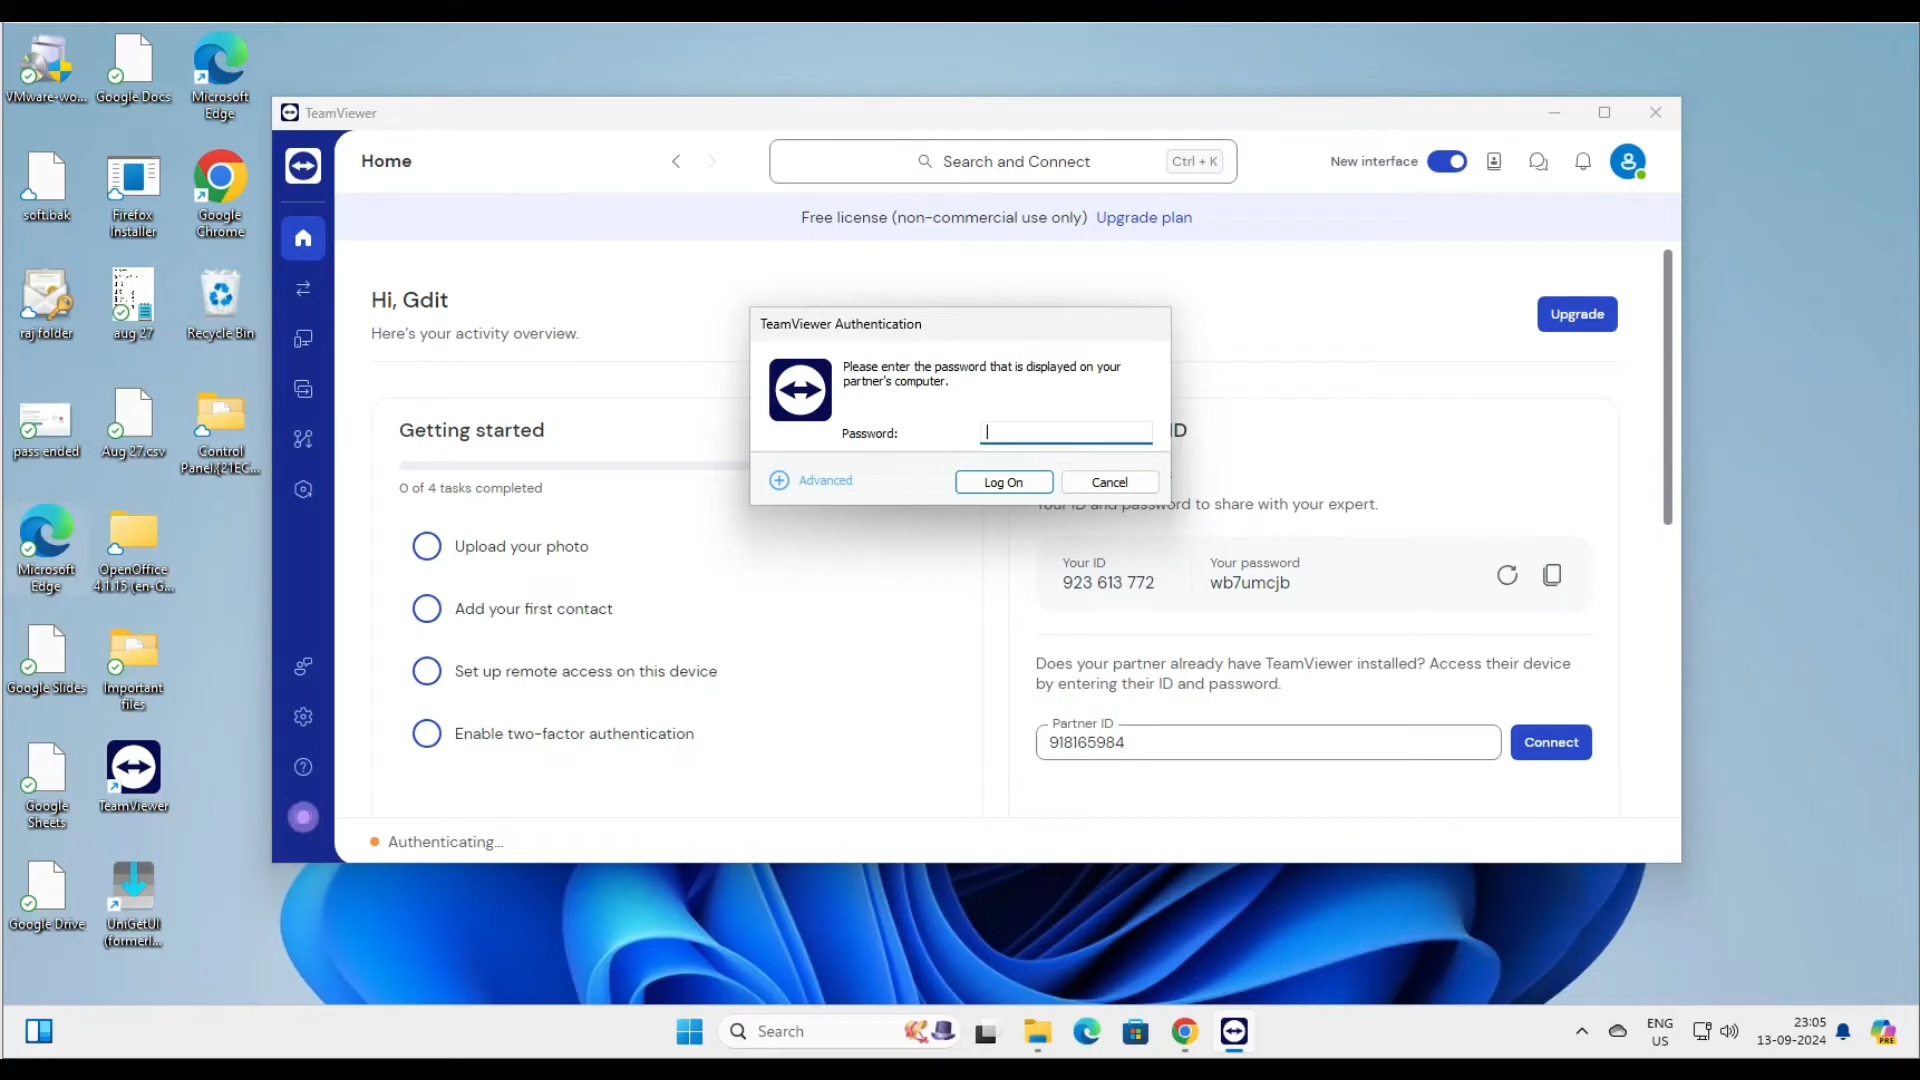 VMware-wo...
Google Docs
Microsoft
Edge
soft.bak
Firefox
Installer
Google
Chrome
raj folder
aug 27
Recycle Bin
pass ended
Aug 27.csv
Control
Panel.{21EC...
Microsoft
Edge
OpenOffice
4.1.15 (en-G...
Google Slides
Important
files
Google
Sheets
TeamViewer
Google Drive
UniGetUI
(formerl...
TeamViewer
Home
Search and Connect
Ctrl + K
New interface
Free license (non-commercial use only) Upgrade plan
Hi, Gdit
Here's your activity overview.
Upgrade
TeamViewer Authentication
Please enter the password that is displayed on your
partner's computer.
Password:
Advanced
Log On
Cancel
Getting started
0 of 4 tasks completed
Upload your photo
Add your first contact
Set up remote access on this device
Enable two-factor authentication
ID
Your ID and password to share with your expert.
Your ID
923 613 772
Your password
wb7umcjb
Does your partner already have TeamViewer installed? Access their device
by entering their ID and password.
Partner ID
918165984
Connect
Authenticating...
Search
ENG
US
23:05
13-09-2024
PRE